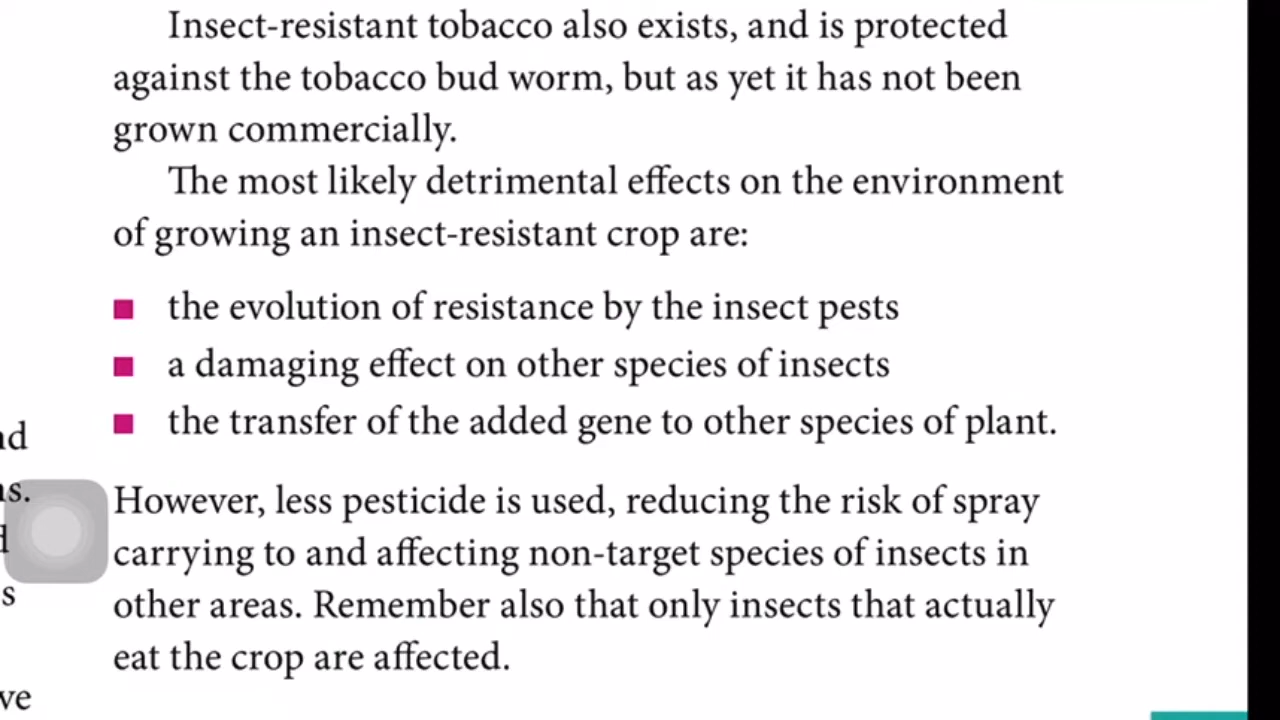 Insect-resistant tobacco also exists, and is protected
against the tobacco bud worm, but as yet it has not been
grown commercially.
The most likely detrimental effects on the environment
of growing an insect-resistant crop are:
the evolution of resistance by the insect pests
a damaging effect on other species of insects
the transfer of the added gene to other species of plant.
However, less pesticide is used, reducing the risk of spray
carrying to and affecting non-target species of insects in
other areas. Remember also that only insects that actually
eat the crop are affected.